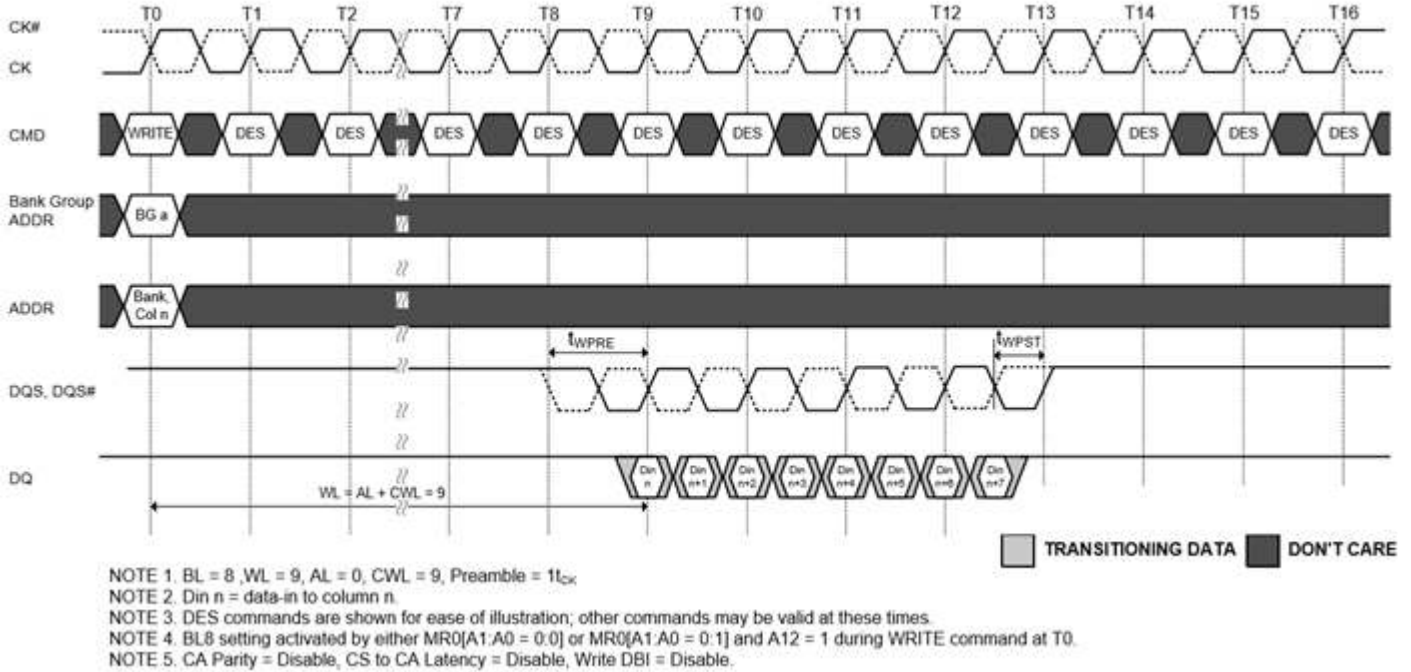 T0 T1 T2 T7 T8 T9 T10 T11 T12 T13 T14 T15 T16
CK#
CK
CMD WRITE DES DES DES DES DES DES DES DES DES DES DES DES
Bank Group
ADDR
BG a
ADDR
Bank,
Col n
tWPRE tWPST
DQS, DQS#
DQ
Din n Din n+1 Din n+2 Din n+3 Din n+4 Din n+5 Din n+6 Din n+7
WL = AL + CWL = 9
TRANSITIONING DATA DON'T CARE
NOTE 1. BL = 8 ,WL = 9, AL = 0, CWL = 9, Preamble = 1tCK
NOTE 2. Din n = data-in to column n.
NOTE 3. DES commands are shown for ease of illustration; other commands may be valid at these times.
NOTE 4. BL8 setting activated by either MR0[A1:A0 = 0:0] or MR0[A1:A0 = 0:1] and A12 = 1 during WRITE command at T0.
NOTE 5. CA Parity = Disable, CS to CA Latency = Disable, Write DBI = Disable.